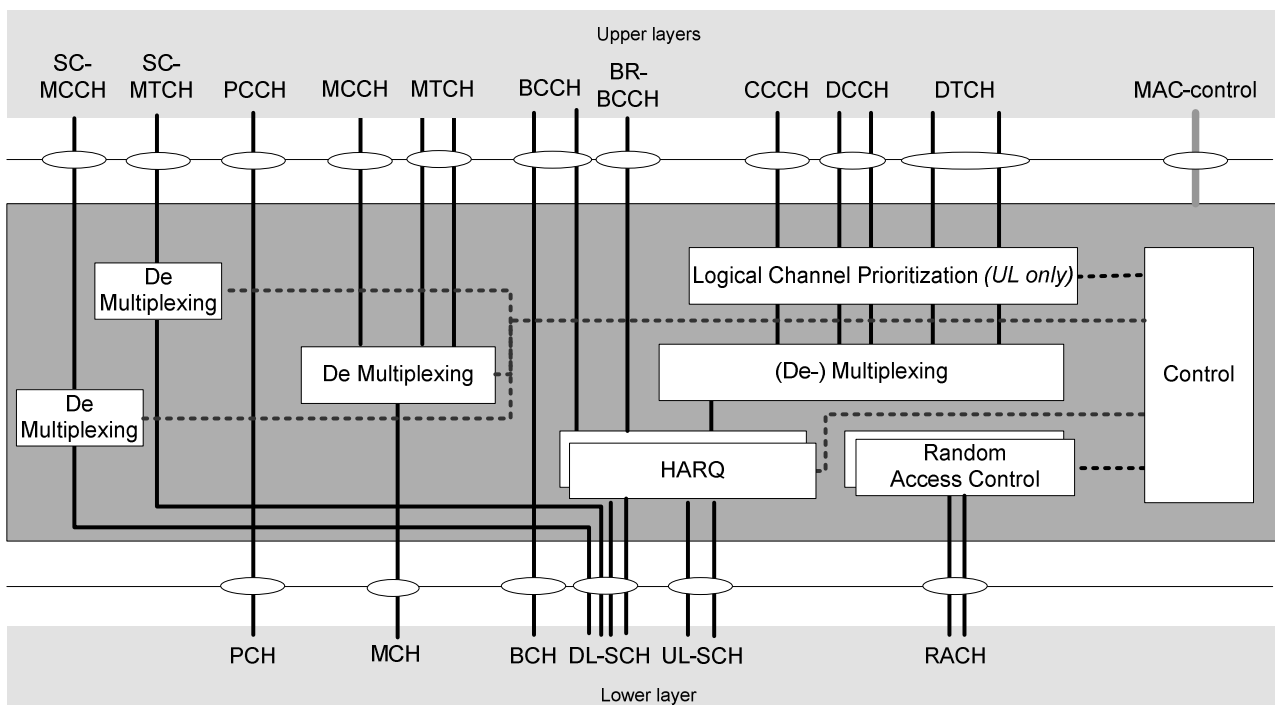 Upper layers
SC-
MCCH
SC-
MTCH
PCCH
MCCH
MTCH
BCCH
BR-
BCCH
CCCH
DCCH
DTCH
MAC-control
De
Multiplexing
Logical Channel Prioritization (UL only)
De Multiplexing
(De-) Multiplexing
Control
De
Multiplexing
HARQ
Random
Access Control
PCH
MCH
BCH
DL-SCH
UL-SCH
RACH
Lower layer